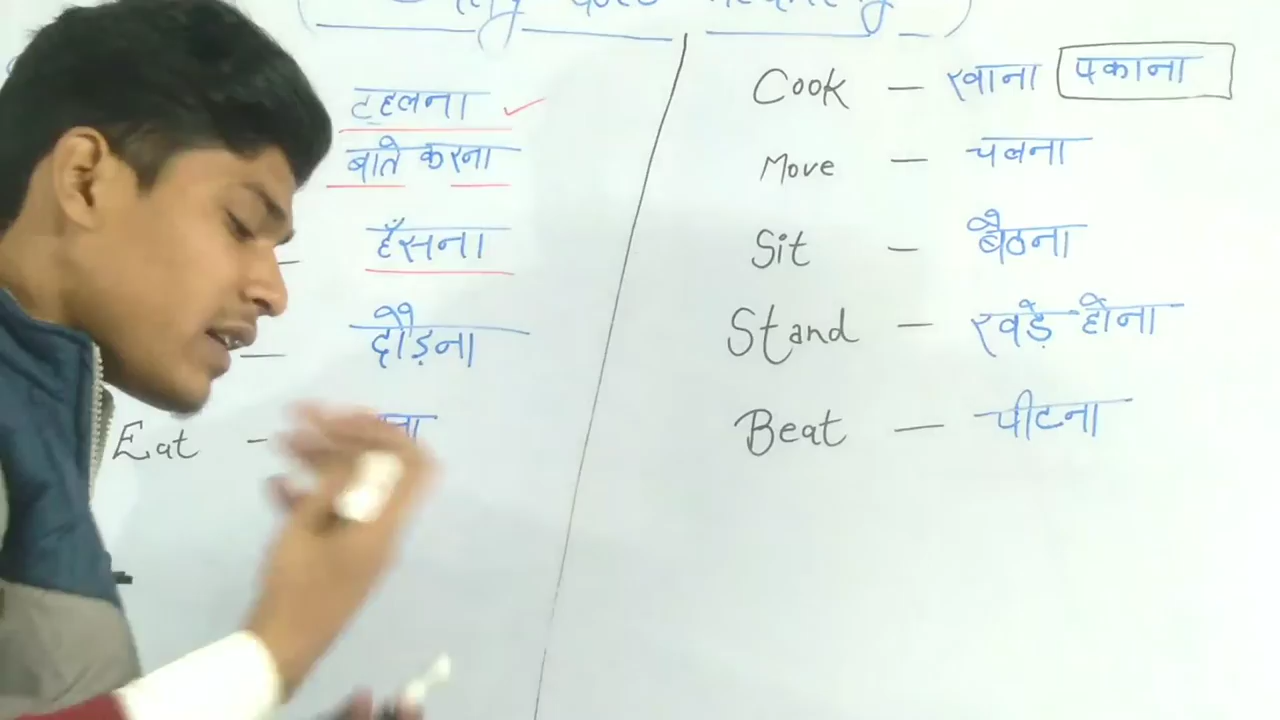 टहलना
बाते करना
हँसना
दौड़ना
Eat -
Cook — खाना पकाना
Move — चलना
Sit — बैठना
Stand — खड़ें होंना
Beat — पीटना